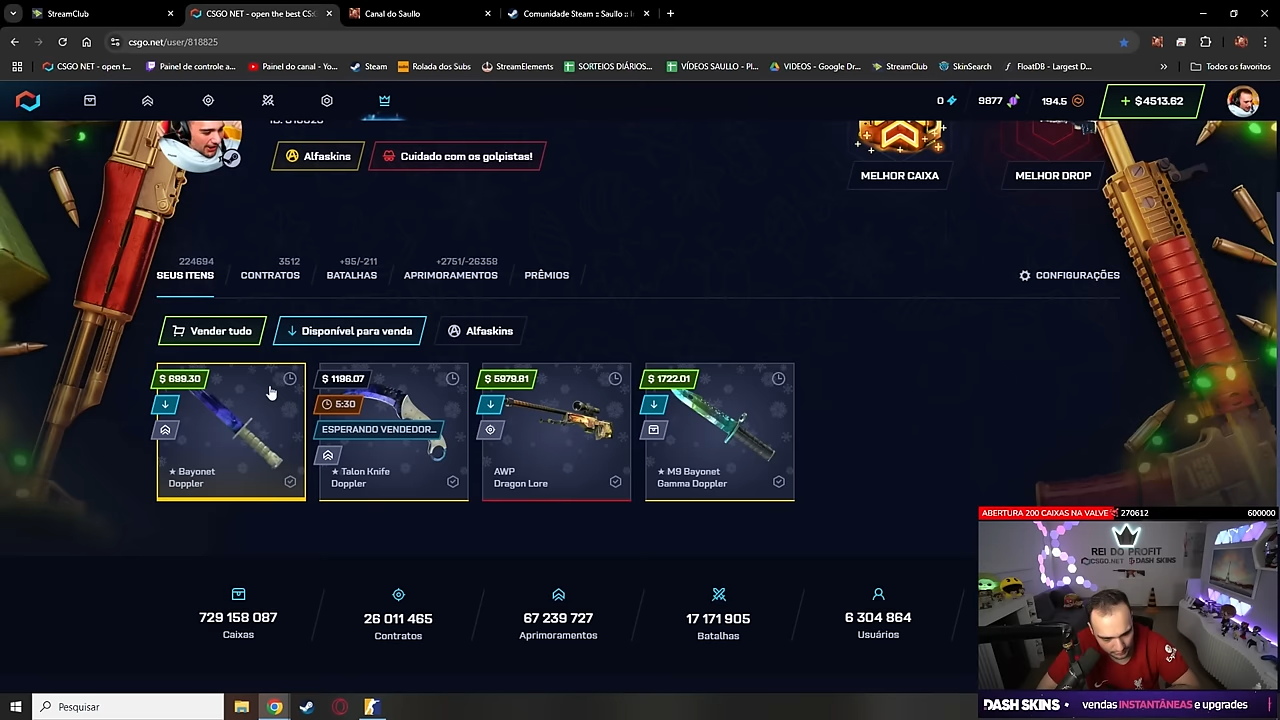 StreamClub
CSGO NET - open the best CS:
Canal do Saullo
Comunidade Steam :: Saullo ::
csgo.net/user/818825
CSGO NET - open t...
Painel de controle a...
Painel do canal - Yo...
Steam
Rolada dos Subs
StreamElements
SORTEIOS DIÁRIOS...
VÍDEOS SAULLO - Pl...
VIDEOS - Google Dr...
StreamClub
SkinSearch
FloatDB - Largest D...
Todos os favoritos
0
9877
194.5
+ $4513.62
Alfaskins
Cuidado com os golpistas!
MELHOR CAIXA
MELHOR DROP
224694
SEUS ITENS
3512
CONTRATOS
+95/-211
BATALHAS
+2751/-26358
APRIMORAMENTOS
PRÊMIOS
CONFIGURAÇÕES
Vender tudo
Disponível para venda
Alfaskins
$ 699.30
★ Bayonet
Doppler
$ 1196.07
5:30
ESPERANDO VENDEDOR...
★ Talon Knife
Doppler
$ 5979.81
AWP
Dragon Lore
$ 1722.01
★ M9 Bayonet
Gamma Doppler
729 158 087
Caixas
26 011 465
Contratos
67 239 727
Aprimoramentos
17 171 905
Batalhas
6 304 864
Usuários
ABERTURA 200 CAIXAS NA VALVE
270612
600000
REI DO PROFIT
CSGO.NET
DASH SKINS
DASH SKINS • vendas INSTANTÂNEAS e upgrades
Pesquisar